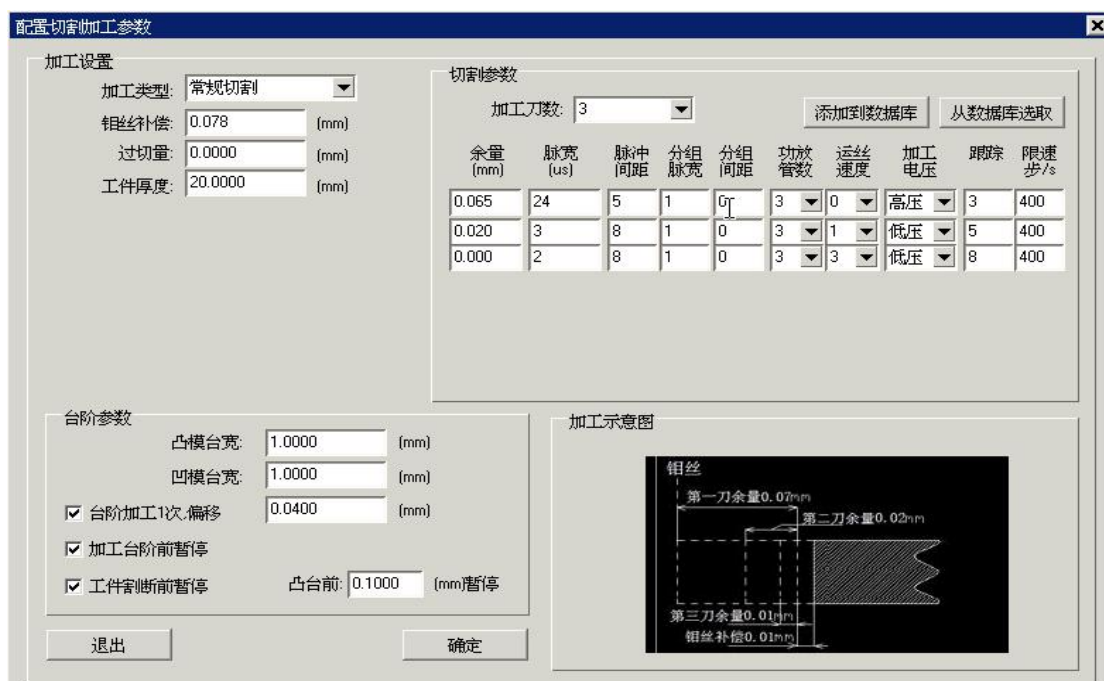 配置切割加工参数
加工设置
加工类型: 常规切割
钼丝补偿: 0.078 (mm)
过切量: 0.0000 (mm)
工件厚度: 20.0000 (mm)
切割参数
加工刀数: 3
添加到数据库 从数据库选取
余量 脉宽 脉冲 分组 分组 功放 运丝 加工 跟踪 限速
(mm) (us) 间距 脉宽 间距 管数 速度 电压 步/s
0.065 24 5 1 0 3 0 高压 3 400
0.020 3 8 1 0 3 1 低压 5 400
0.000 2 8 1 0 3 3 低压 8 400
台阶参数
凸模台宽: 1.0000 (mm)
凹模台宽: 1.0000 (mm)
台阶加工1次,偏移 0.0400 (mm)
加工台阶前暂停
工件割断前暂停 凸台前: 0.1000 (mm)暂停
退出 确定
加工示意图
钼丝
第一刀余量0.07mm
第二刀余量0.02mm
第三刀余量0.01mm
钼丝补偿0.01mm